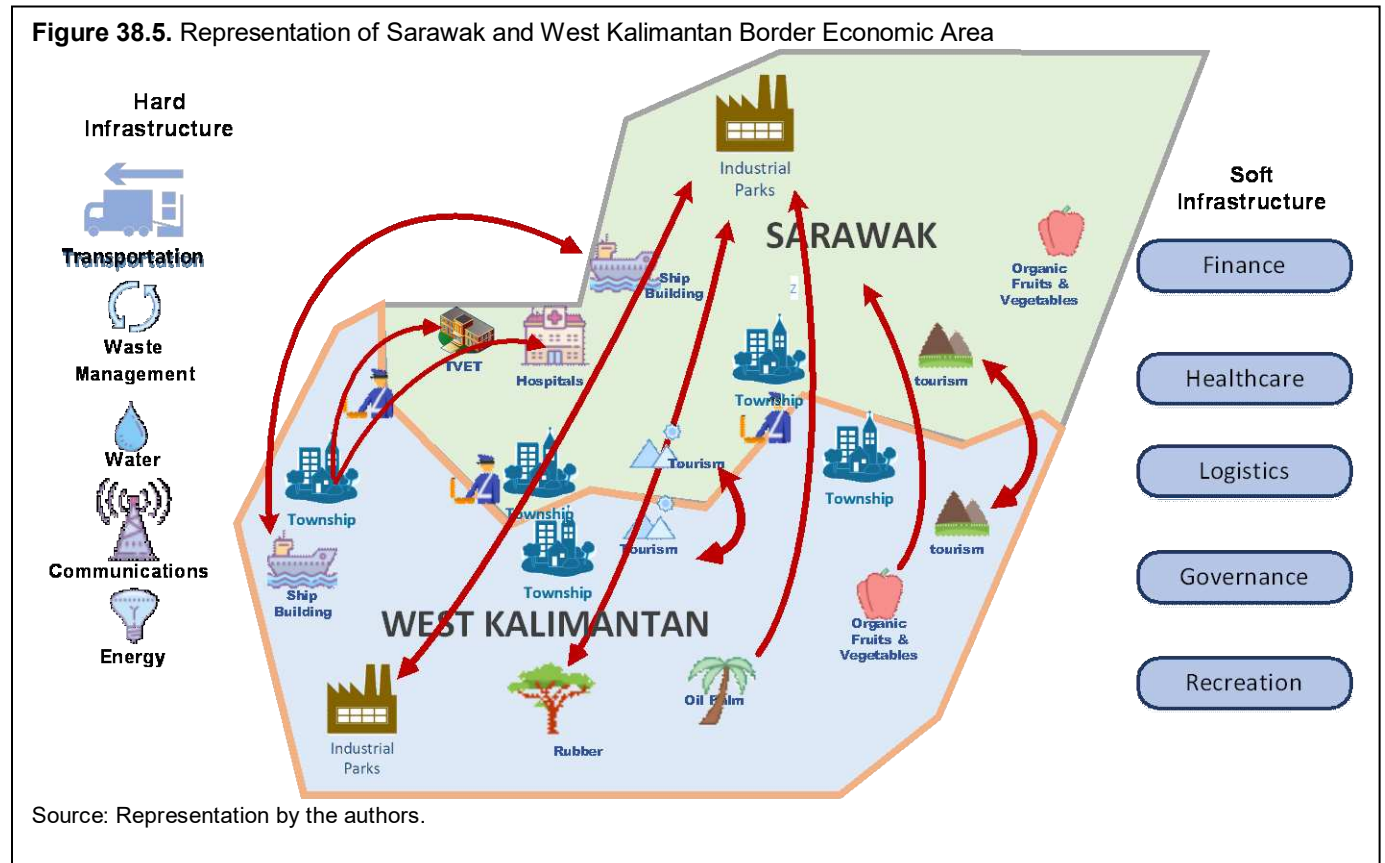 Figure 38.5. Representation of Sarawak and West Kalimantan Border Economic Area
Hard
Infrastructure
Transportation
Waste
Management
Water
Communications
Energy
Industrial
Parks
SARAWAK
Ship
Building
z
Organic
Fruits &
Vegetables
TVET
Hospitals
Township
tourism
Tourism
Township
Township
Township
Township
Tourism
tourism
Ship
Building
WEST KALIMANTAN
Organic
Fruits &
Vegetables
Industrial
Parks
Rubber
Oil Palm
Soft
Infrastructure
Finance
Healthcare
Logistics
Governance
Recreation
Source: Representation by the authors.